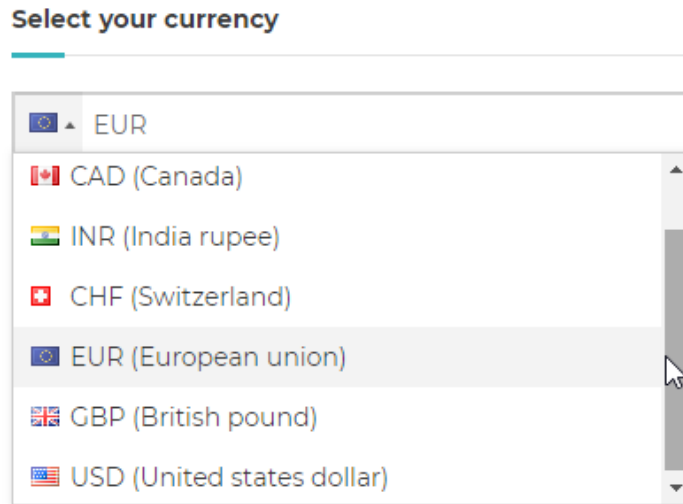 Select your currency
EUR
CAD (Canada)
INR (India rupee)
CHF (Switzerland)
EUR (European union)
GBP (British pound)
USD (United states dollar)